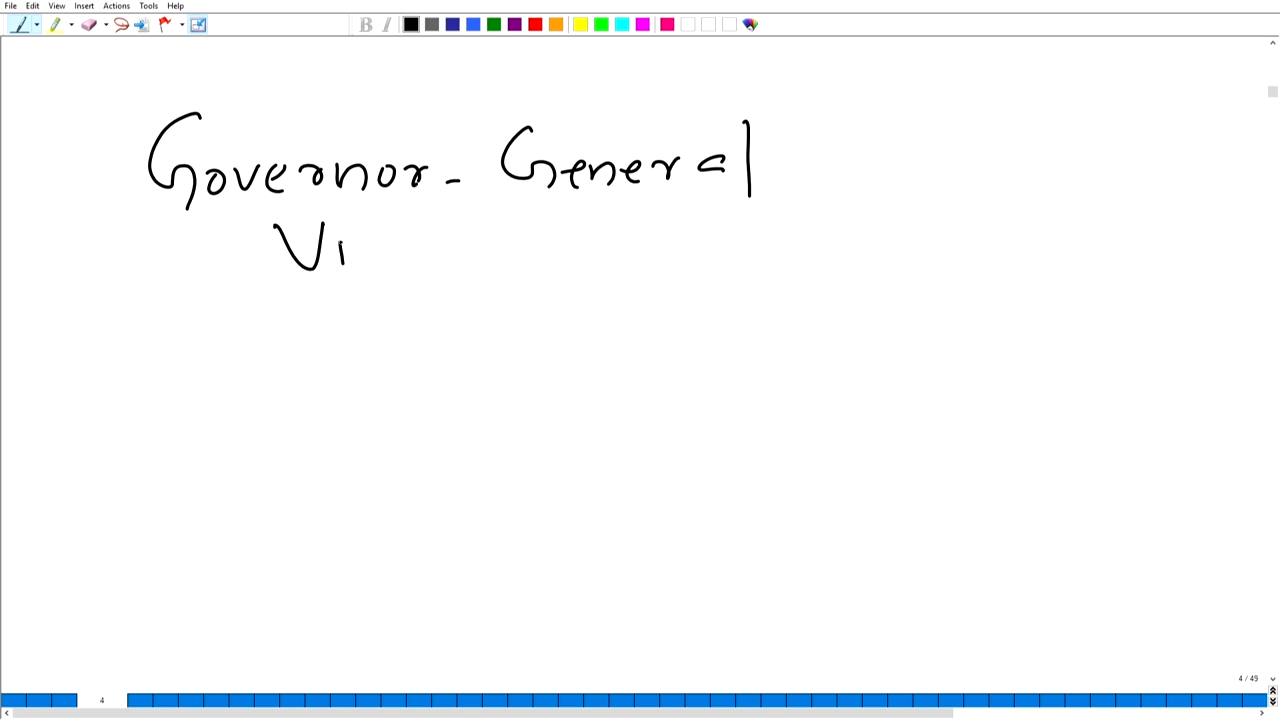 File Edit View Insert Actions Tools Help
B I
Governor - General
Vi
4 / 49
4